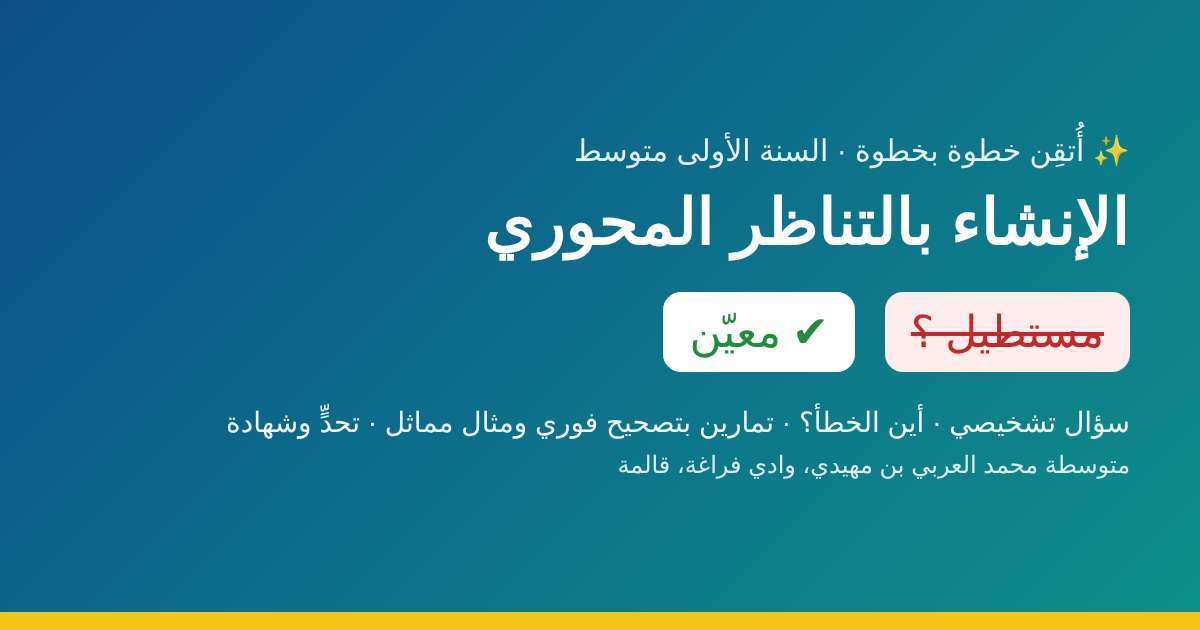 ✨ أُتقِن خطوة بخطوة · السنة الأولى متوسط
الإنشاء بالتناظر المحوري
مستطيل ؟ ✔ معيّن
سؤال تشخيصي · أين الخطأ؟ · تمارين بتصحيح فوري ومثال مماثل · تحدٍّ وشهادة
متوسطة محمد العربي بن مهيدي، وادي فراغة، قالمة